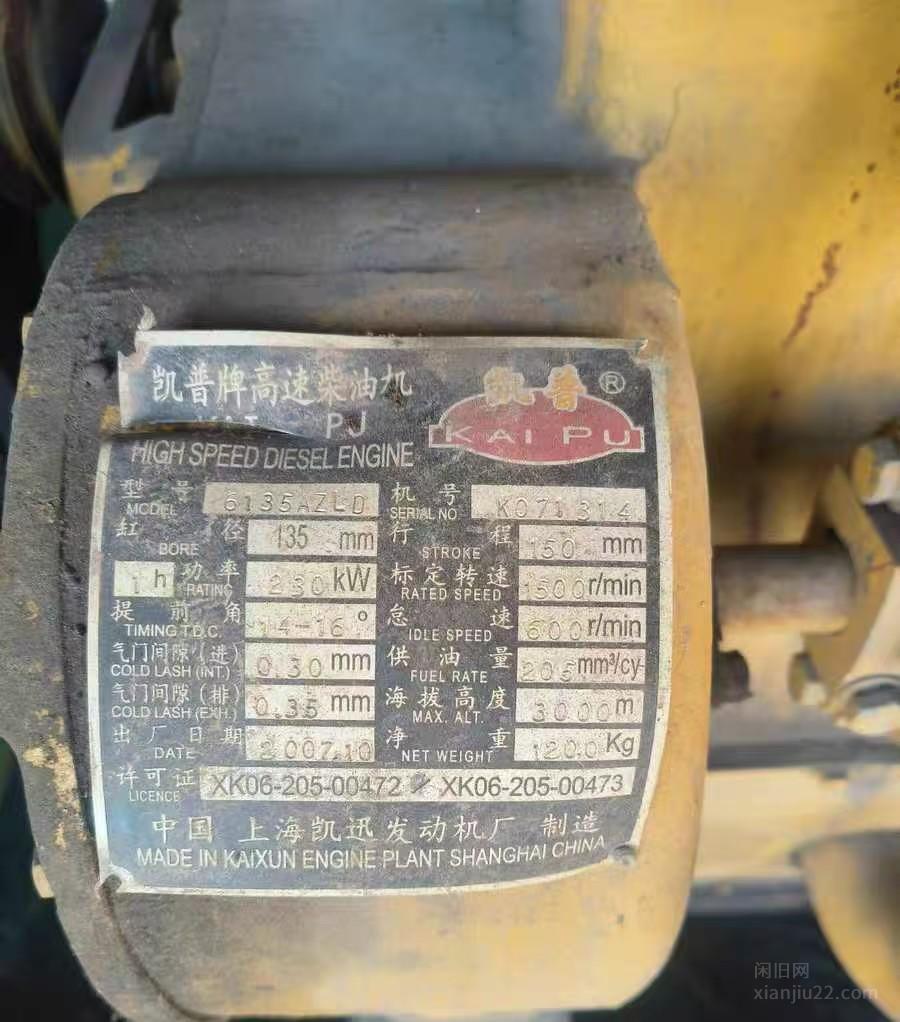 凯普牌高速柴油机
凯普®
PJ
KAI PU
HIGH SPEED DIESEL ENGINE
型号 MODEL 6135AZLD 机号 SERIAL NO K071314
缸径 BORE 135 mm 行程 STROKE 150 mm
1h 功率 RATING 230 kW 标定转速 RATED SPEED 1500 r/min
提前角 TIMING T.D.C. 14-16° 怠速 IDLE SPEED 600 r/min
气门间隙(进) COLD LASH (INT.) 0.30 mm 供油量 FUEL RATE 205 mm³/cy
气门间隙(排) COLD LASH (EXH.) 0.35 mm 海拔高度 MAX. ALT. 3000 m
出厂日期 DATE 2007.10 净重 NET WEIGHT 1200 Kg
许可证 LICENCE XK06-205-00472 XK06-205-00473
中国 上海凯迅发动机厂 制造
MADE IN KAIXUN ENGINE PLANT SHANGHAI CHINA
闲旧网
xianjiu22.com